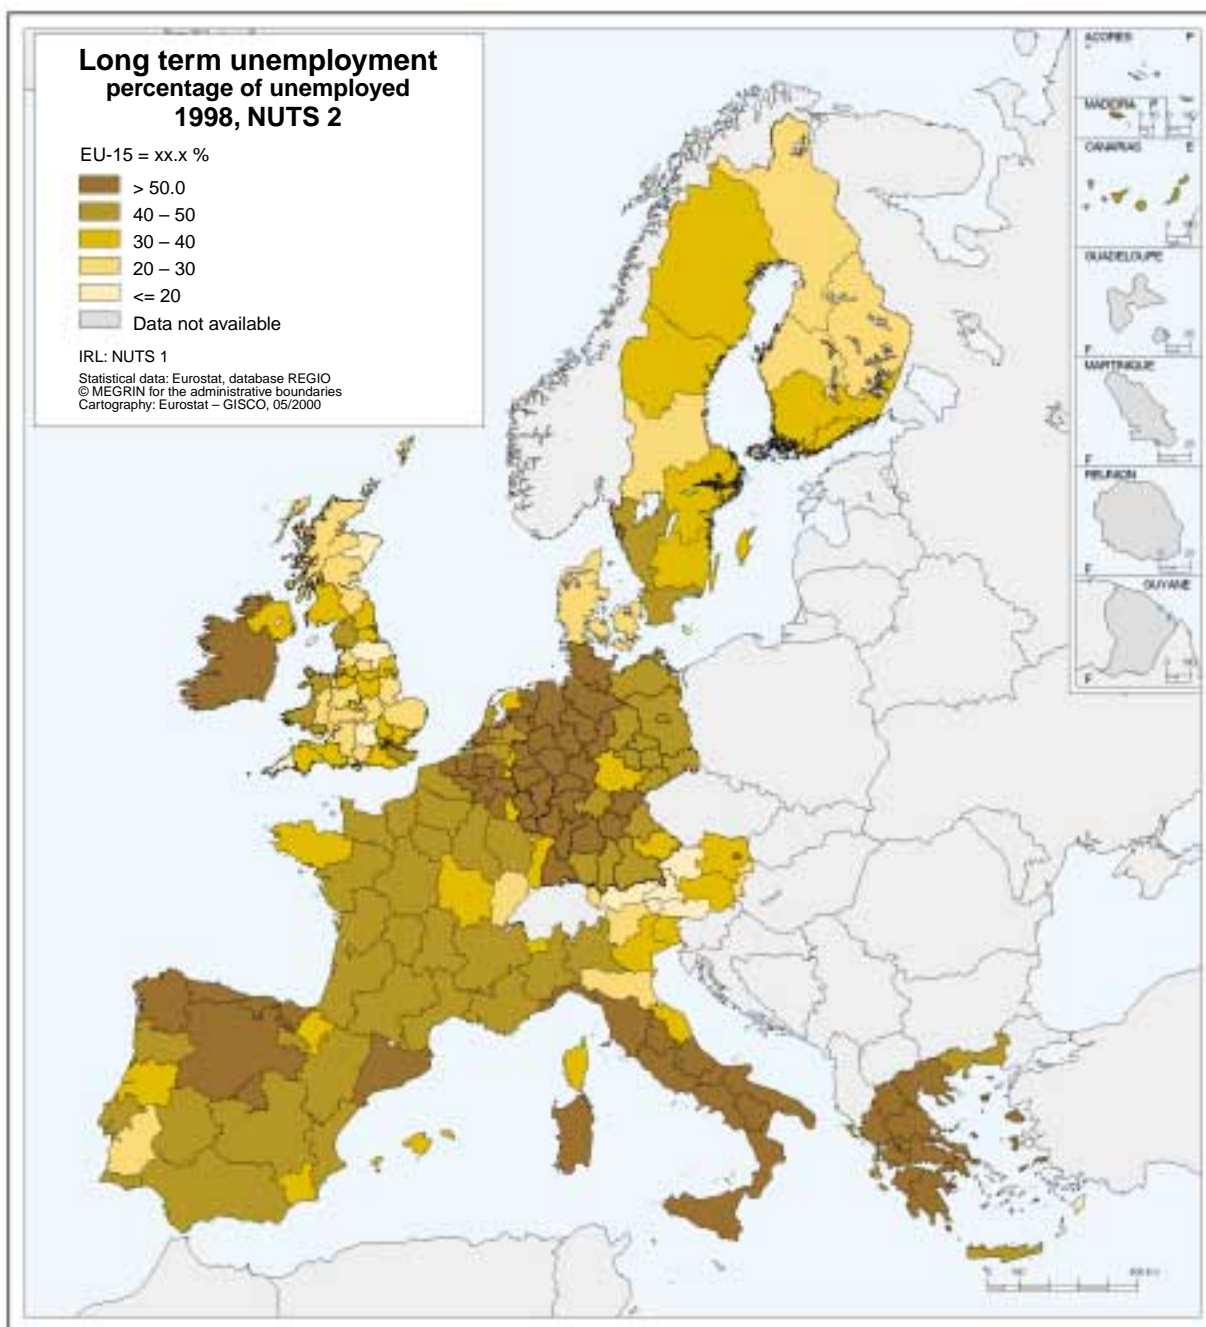 Long term unemployment
percentage of unemployed
1998, NUTS 2
EU-15 = xx.x %
> 50.0
40 – 50
30 – 40
20 – 30
<= 20
Data not available
IRL: NUTS 1
Statistical data: Eurostat, database REGIO
© MEGRIN for the administrative boundaries
Cartography: Eurostat – GISCO, 05/2000
ACORES P
MADEIRA P
CANARIAS E
GUADELOUPE
F
MARTINIQUE
F
REUNION
F
GUYANE
F